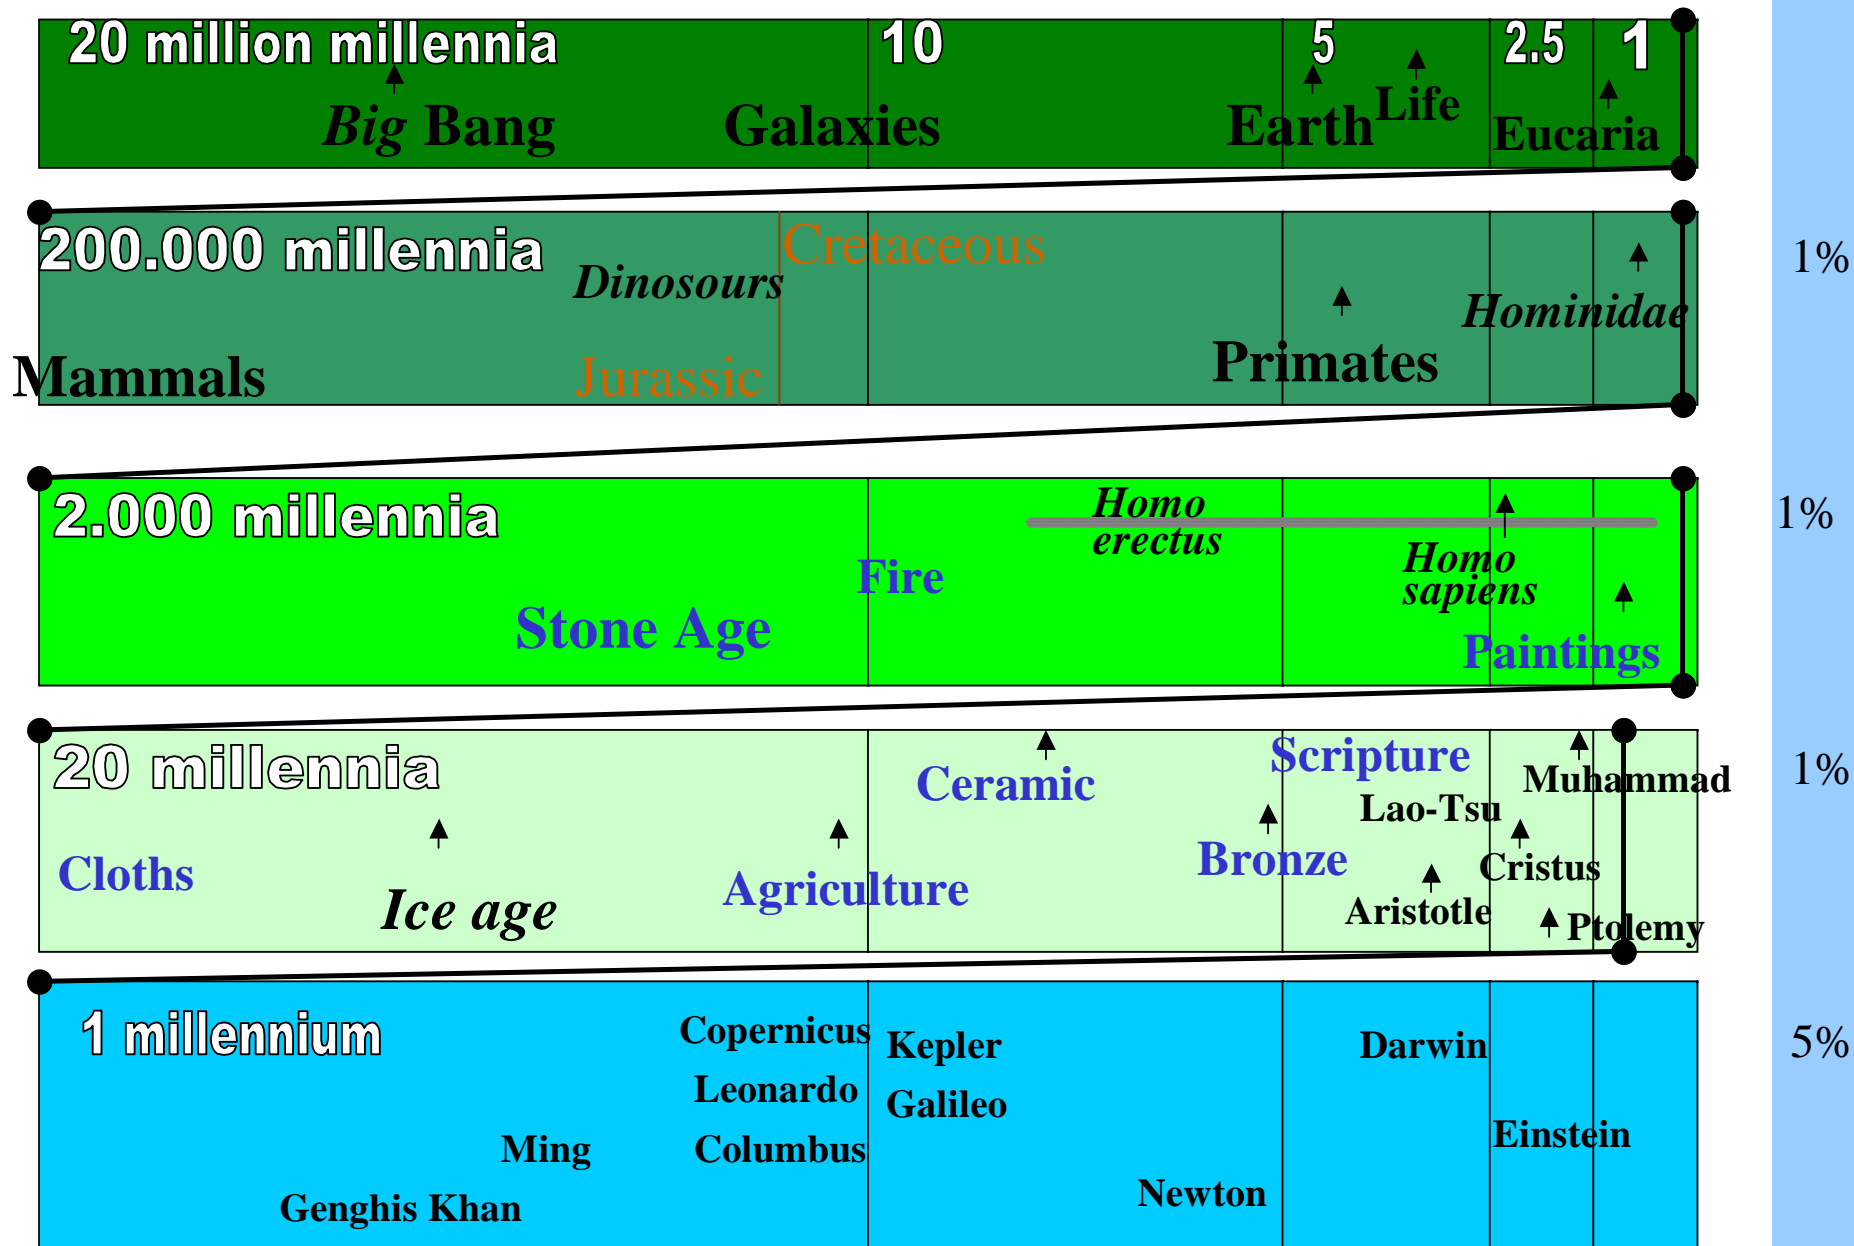 20 million millennia 10 5 2.5 1
Big Bang Galaxies Earth Life Eucaria
200.000 millennia Cretaceous 1%
Dinosours Hominidae
Mammals Jurassic Primates
2.000 millennia Homo 1%
erectus
Fire Homo
sapiens
Stone Age Paintings
20 millennia Scripture 1%
Ceramic Muhammad
Lao-Tsu
Cloths Bronze Cristus
Ice age Agriculture Aristotle Ptolemy
1 millennium Copernicus Kepler Darwin 5%
Leonardo Galileo
Ming Columbus Einstein
Genghis Khan Newton